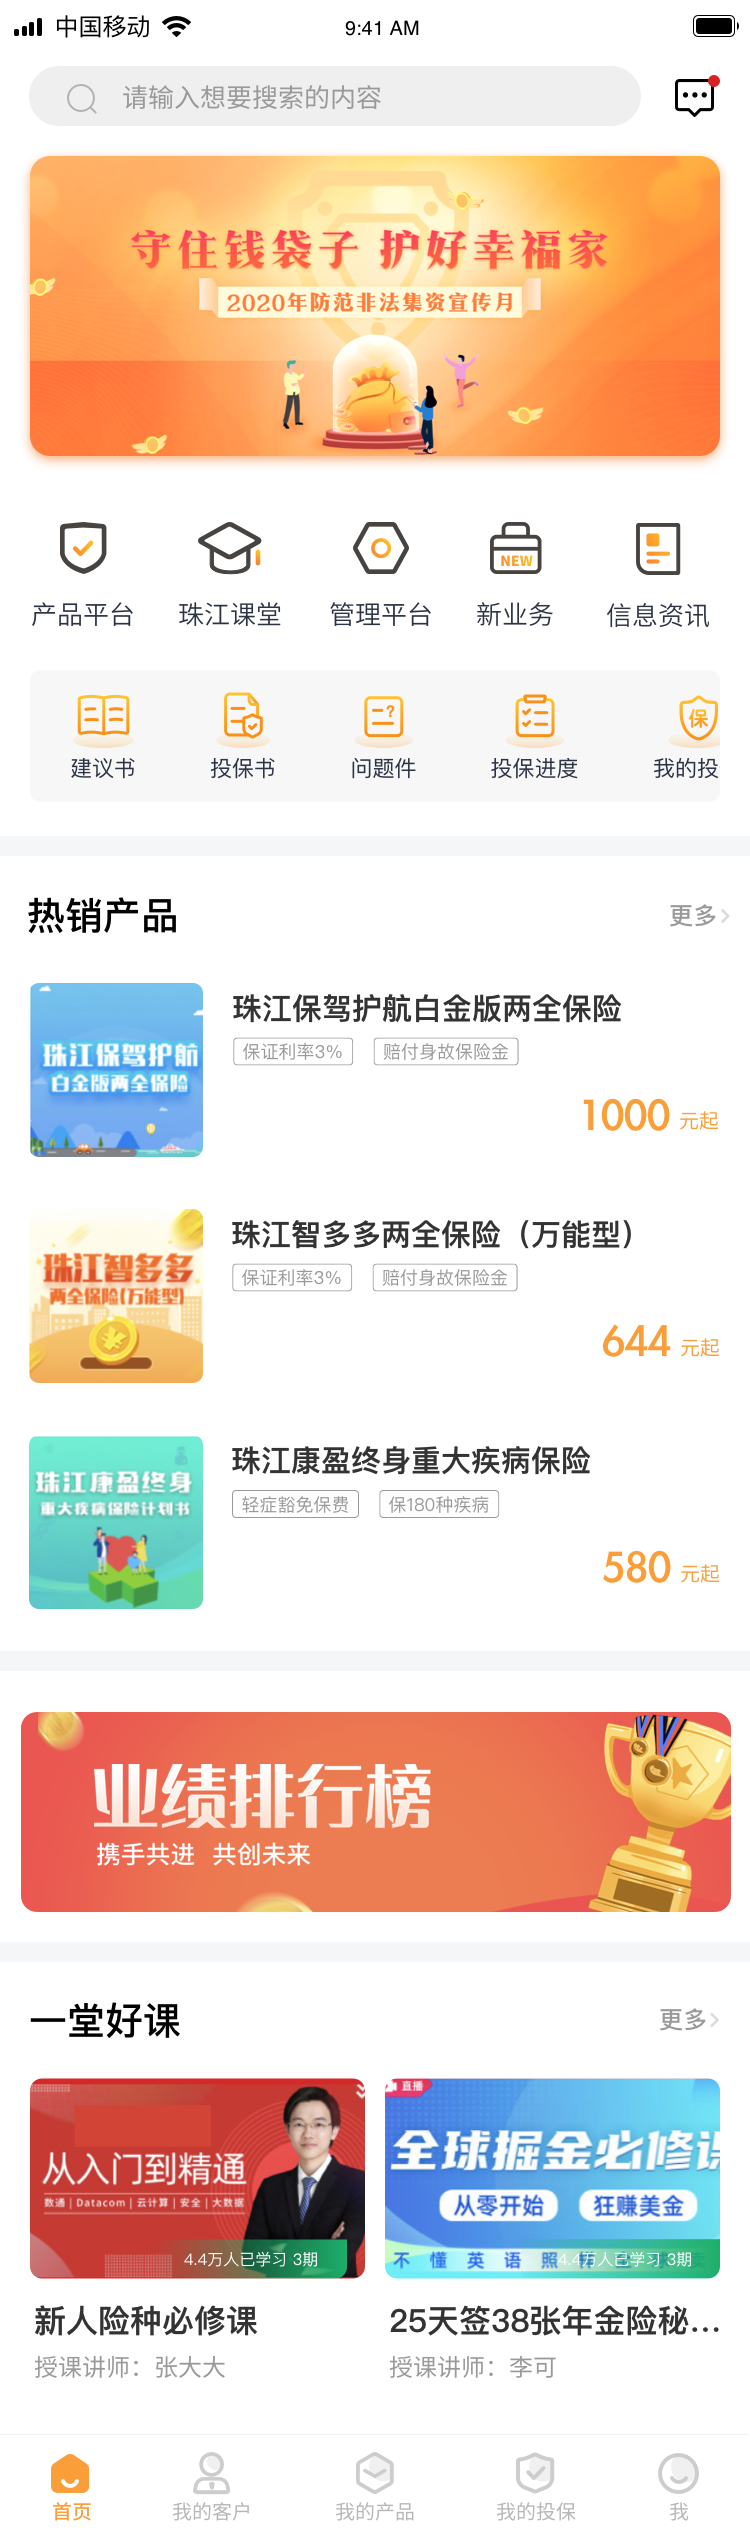 中国移动
9:41 AM
请输入想要搜索的内容
守住钱袋子 护好幸福家
2020年防范非法集资宣传月
产品平台
珠江课堂
管理平台
NEW
新业务
信息资讯
保
建议书
投保书
问题件
投保进度
我的投
热销产品
更多
珠江保驾护航
白金版两全保险
珠江保驾护航白金版两全保险
保证利率3%
赔付身故保险金
1000 元起
珠江智多多
两全保险(万能型)
珠江智多多两全保险（万能型）
保证利率3%
赔付身故保险金
644 元起
珠江康盈终身
重大疾病保险计划书
珠江康盈终身重大疾病保险
轻症豁免保费
保180种疾病
580 元起
业绩排行榜
携手共进 共创未来
一堂好课
更多
从入门到精通
数通 | Datacom | 云计算 | 安全 | 大数据
4.4万人已学习 3期
新人险种必修课
授课讲师：张大大
直播
全球掘金必修课
从零开始
狂赚美金
不懂英语照样
4.4万人已学习 3期
25天签38张年金险秘...
授课讲师：李可
首页
我的客户
我的产品
我的投保
我